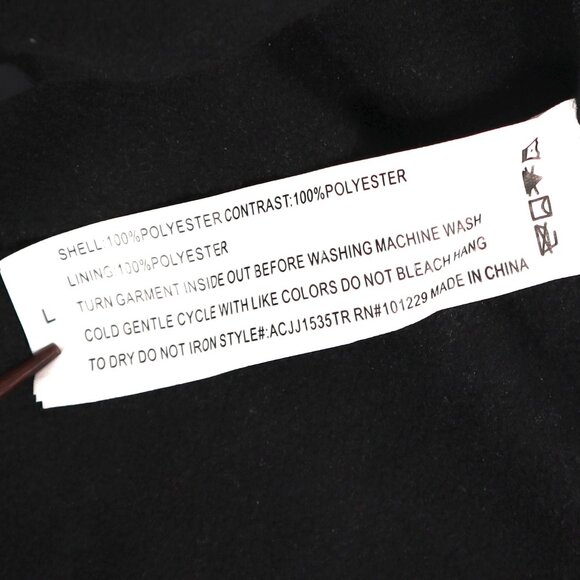 SHELL:100%POLYESTER CONTRAST:100%POLYESTER
LINING:100%POLYESTER
TURN GARMENT INSIDE OUT BEFORE WASHING MACHINE WASH
COLD GENTLE CYCLE WITH LIKE COLORS DO NOT BLEACH HANG
TO DRY DO NOT IRON STYLE#:ACJJ1535TR RN#101229 MADE IN CHINA
L